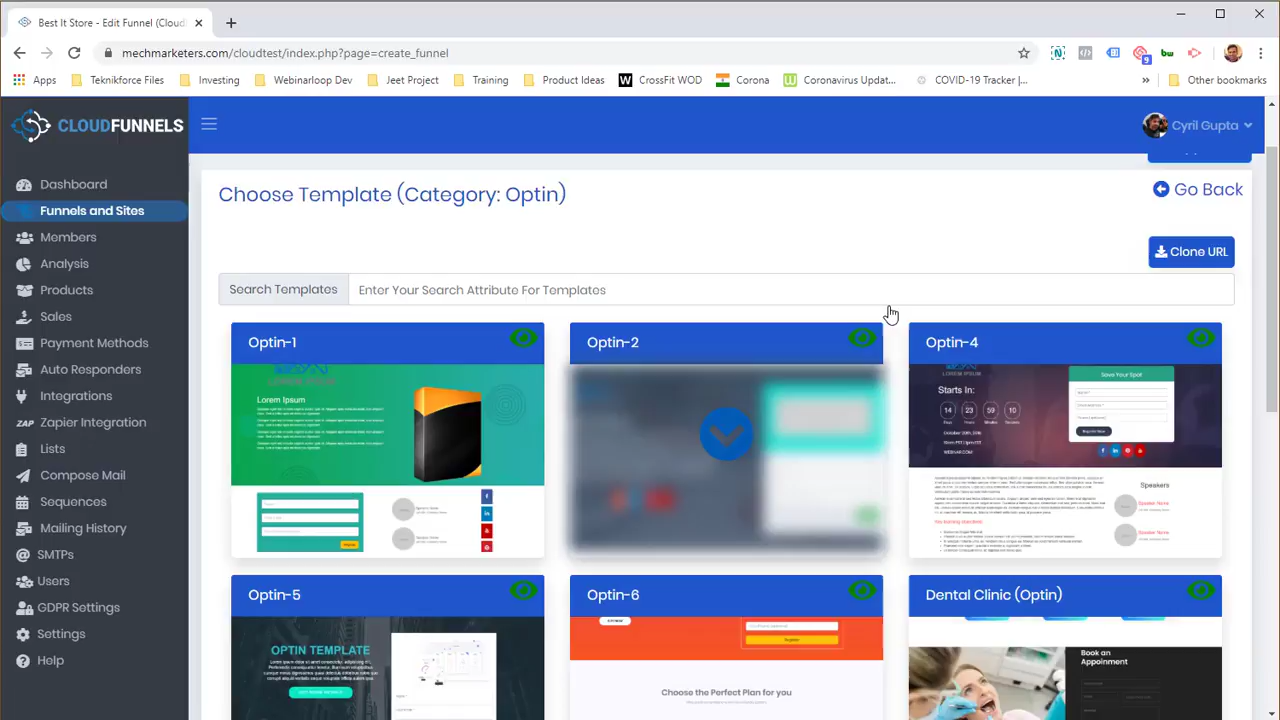 Best It Store - Edit Funnel (Cloud
mechmarketers.com/cloudtest/index.php?page=create_funnel
Apps
Teknikforce Files
Investing
Webinarloop Dev
Jeet Project
Training
Product Ideas
CrossFit WOD
Corona
Coronavirus Updat...
COVID-19 Tracker |...
»
Other bookmarks
CLOUDFUNNELS
Cyril Gupta
Dashboard
Funnels and Sites
Members
Analysis
Products
Sales
Payment Methods
Auto Responders
Integrations
Zaper Integration
Lists
Compose Mail
Sequences
Mailing History
SMTPs
Users
GDPR Settings
Settings
Help
Choose Template (Category: Optin)
Go Back
Clone URL
Search Templates
Enter Your Search Attribute For Templates
Optin-1
Lorem Ipsum
Optin-2
Optin-4
LOREM IPSUM
Save Your Spot
Starts In:
14 23 59 10
Speakers
Optin-5
OPTIN TEMPLATE
Optin-6
Register
Choose the Perfect Plan for you
Dental Clinic (Optin)
Book an
Appoinment